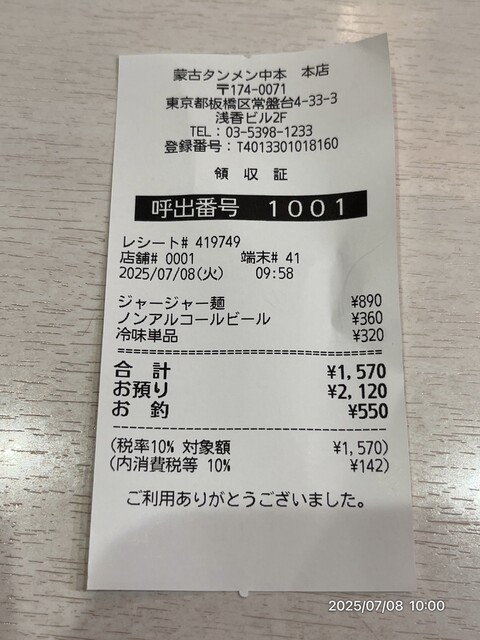 蒙古タンメン中本 本店
〒174-0071
東京都板橋区常盤台4-33-3
浅香ビル2F
TEL：03-5398-1233
登録番号：T4013301018160
領 収 証
呼出番号 1001
レシート# 419749
店舗# 0001 端末# 41
2025/07/08(火) 09:58
ジャージャー麺 ¥890
ノンアルコールビール ¥360
冷味単品 ¥320
合 計 ¥1,570
お預り ¥2,120
お 釣 ¥550
(税率10% 対象額 ¥1,570)
(内消費税等 10% ¥142)
ご利用ありがとうございました。
2025/07/08 10:00